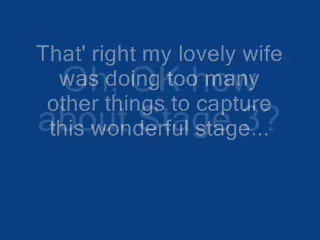 That' right my lovely wife
was doing too many
other things to capture
this wonderful stage...
Oh, OK how
about Stage 3?